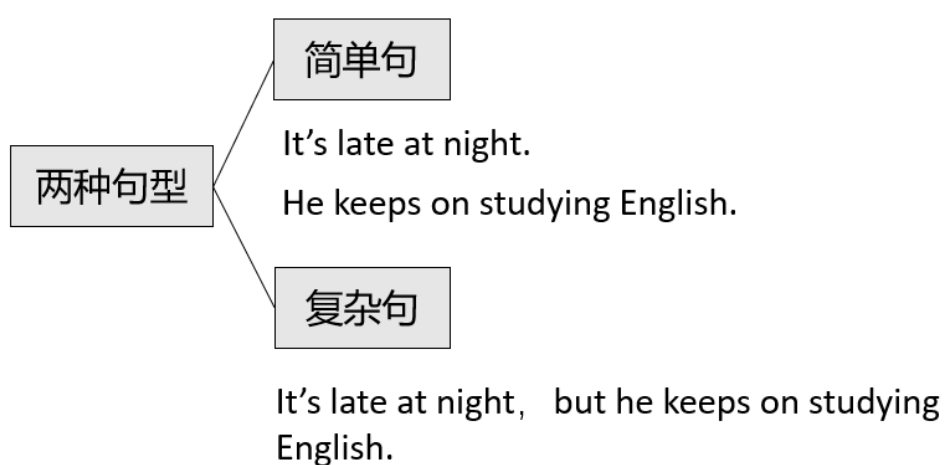 简单句
It’s late at night.
两种句型
He keeps on studying English.
复杂句
It’s late at night, but he keeps on studying
English.